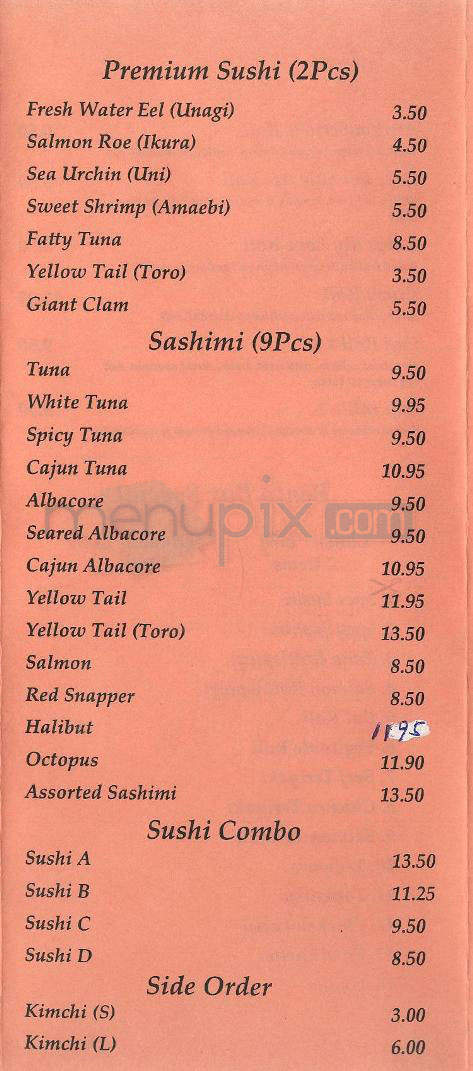 Premium Sushi (2Pcs)
Fresh Water Eel (Unagi) 3.50
Salmon Roe (Ikura) 4.50
Sea Urchin (Uni) 5.50
Sweet Shrimp (Amaebi) 5.50
Fatty Tuna 8.50
Yellow Tail (Toro) 3.50
Giant Clam 5.50
Sashimi (9Pcs)
Tuna 9.50
White Tuna 9.95
Spicy Tuna 9.50
Cajun Tuna 10.95
Albacore 9.50
menupix.com
Seared Albacore 9.50
Cajun Albacore 10.95
Yellow Tail 11.95
Yellow Tail (Toro) 13.50
Salmon 8.50
Red Snapper 8.50
Halibut 11.95
Octopus 11.90
Assorted Sashimi 13.50
Sushi Combo
Sushi A 13.50
Sushi B 11.25
Sushi C 9.50
Sushi D 8.50
Side Order
Kimchi (S) 3.00
Kimchi (L) 6.00